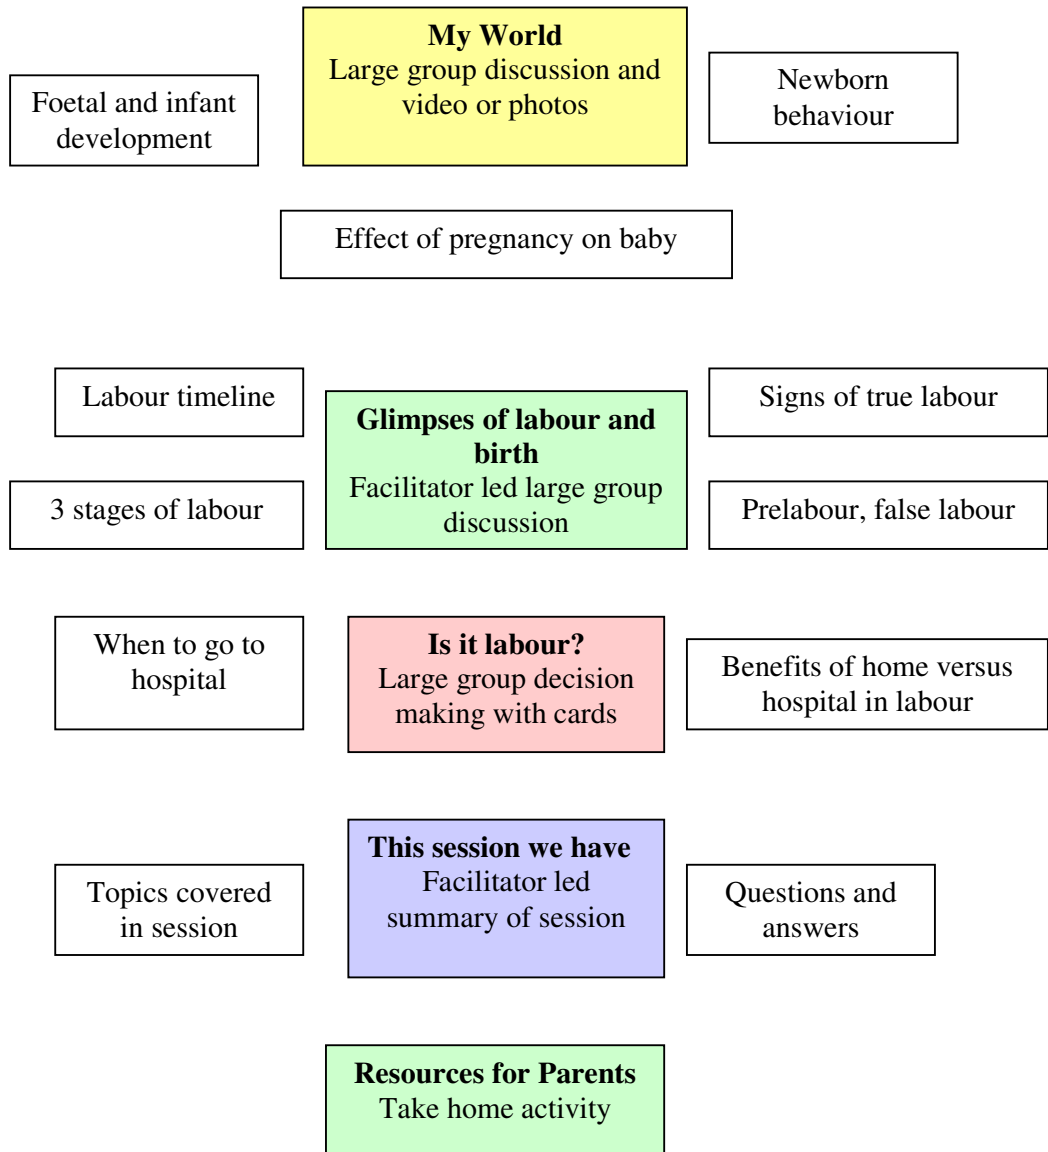 My World
Large group discussion and
video or photos
Foetal and infant
development
Newborn
behaviour
Effect of pregnancy on baby
Labour timeline
Glimpses of labour and
birth
Facilitator led large group
discussion
Signs of true labour
3 stages of labour
Prelabour, false labour
When to go to
hospital
Is it labour?
Large group decision
making with cards
Benefits of home versus
hospital in labour
This session we have
Facilitator led
summary of session
Topics covered
in session
Questions and
answers
Resources for Parents
Take home activity